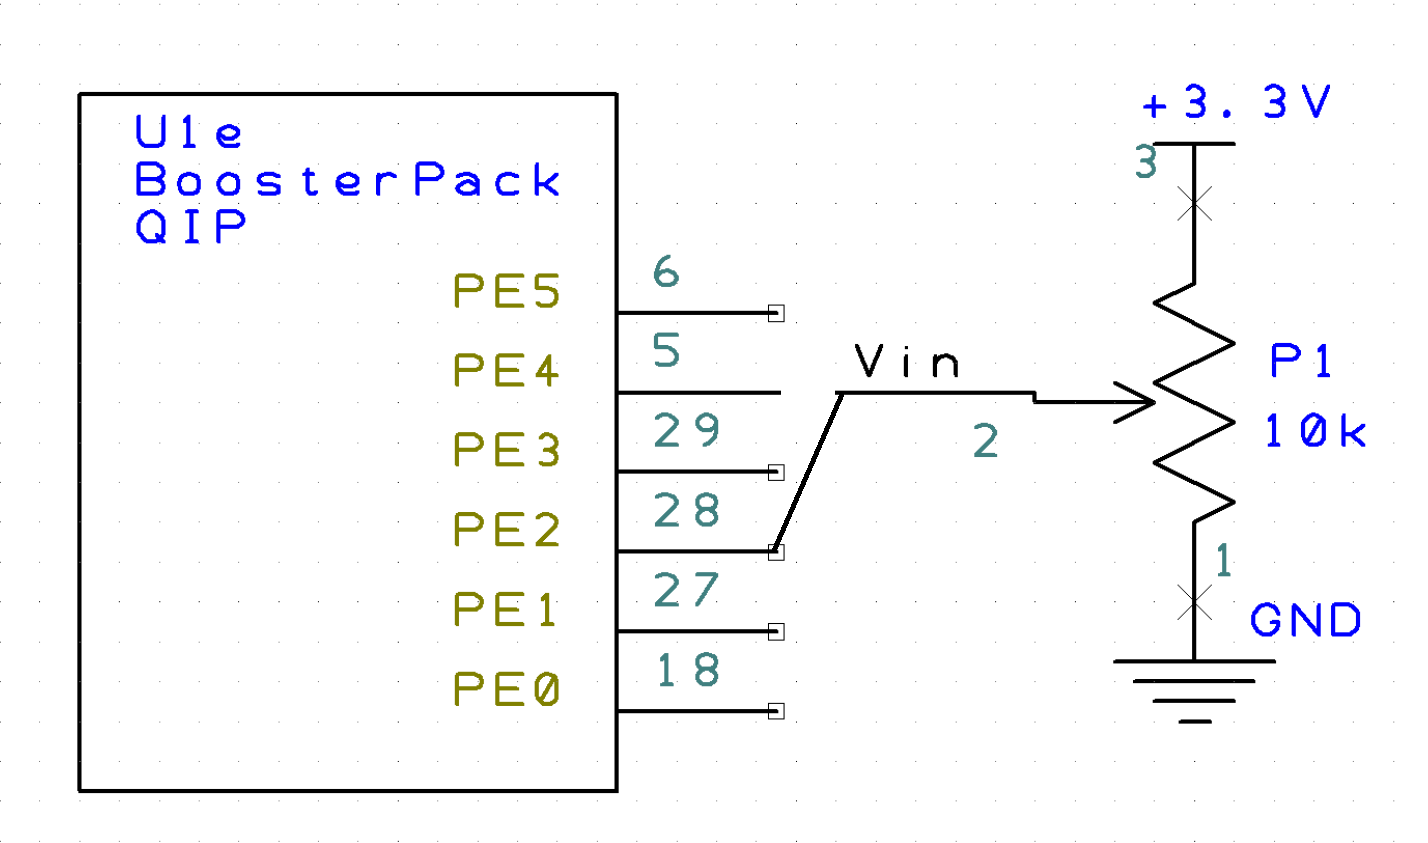 U1e
BoosterPack
QIP
PE5
6
PE4
5
PE3
29
PE2
28
PE1
27
PE0
18
Vin
2
+3.3V
3
P1
10k
1
GND